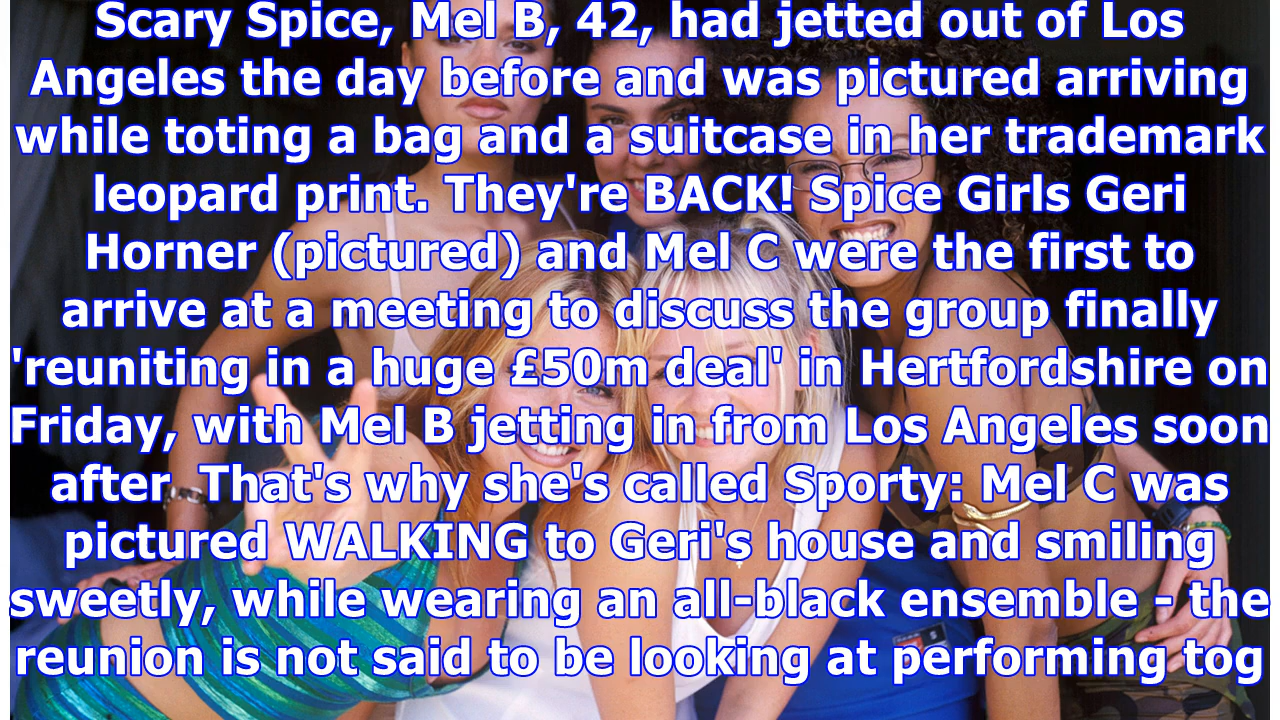 Scary Spice, Mel B, 42, had jetted out of Los
Angeles the day before and was pictured arriving
while toting a bag and a suitcase in her trademark
leopard print. They're BACK! Spice Girls Geri
Horner (pictured) and Mel C were the first to
arrive at a meeting to discuss the group finally
'reuniting in a huge £50m deal' in Hertfordshire on
Friday, with Mel B jetting in from Los Angeles soon
after. That's why she's called Sporty: Mel C was
pictured WALKING to Geri's house and smiling
sweetly, while wearing an all-black ensemble - the
reunion is not said to be looking at performing tog